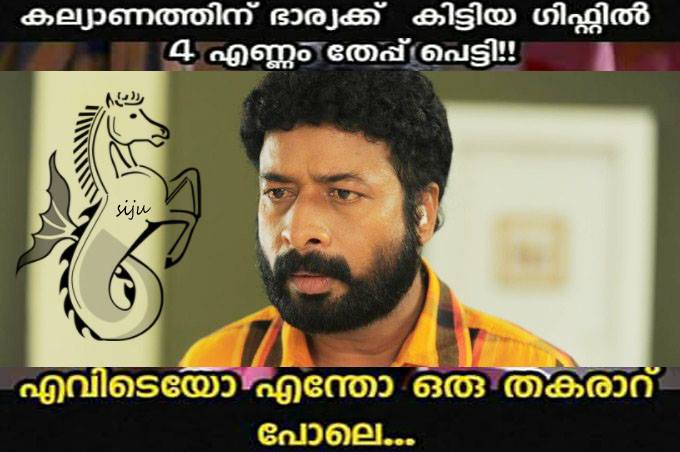 കല്യാണത്തിന് ഭാര്യക്ക് കിട്ടിയ ഗിഫ്റ്റിൽ
4 എണ്ണം തേപ്പ് പെട്ടി!!
siju
എവിടെയോ എന്തോ ഒരു തകരാറ്
പോലെ...